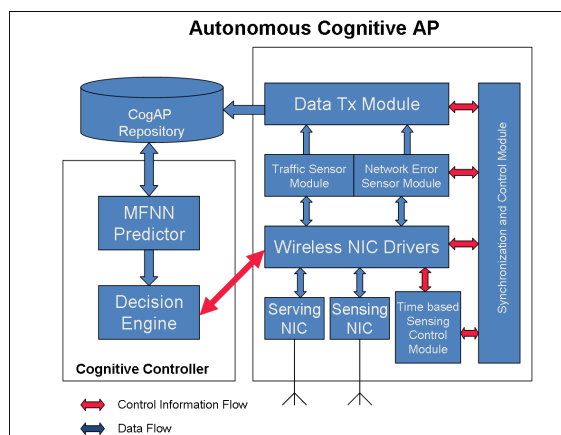 Autonomous Cognitive AP
CogAP
Repository
Data Tx Module
Traffic Sensor
Module
Network Error
Sensor Module
Synchronization and Control Module
MFNN
Predictor
Wireless NIC Drivers
Decision
Engine
Serving
NIC
Sensing
NIC
Time based
Sensing
Control
Module
Cognitive Controller
Control Information Flow
Data Flow